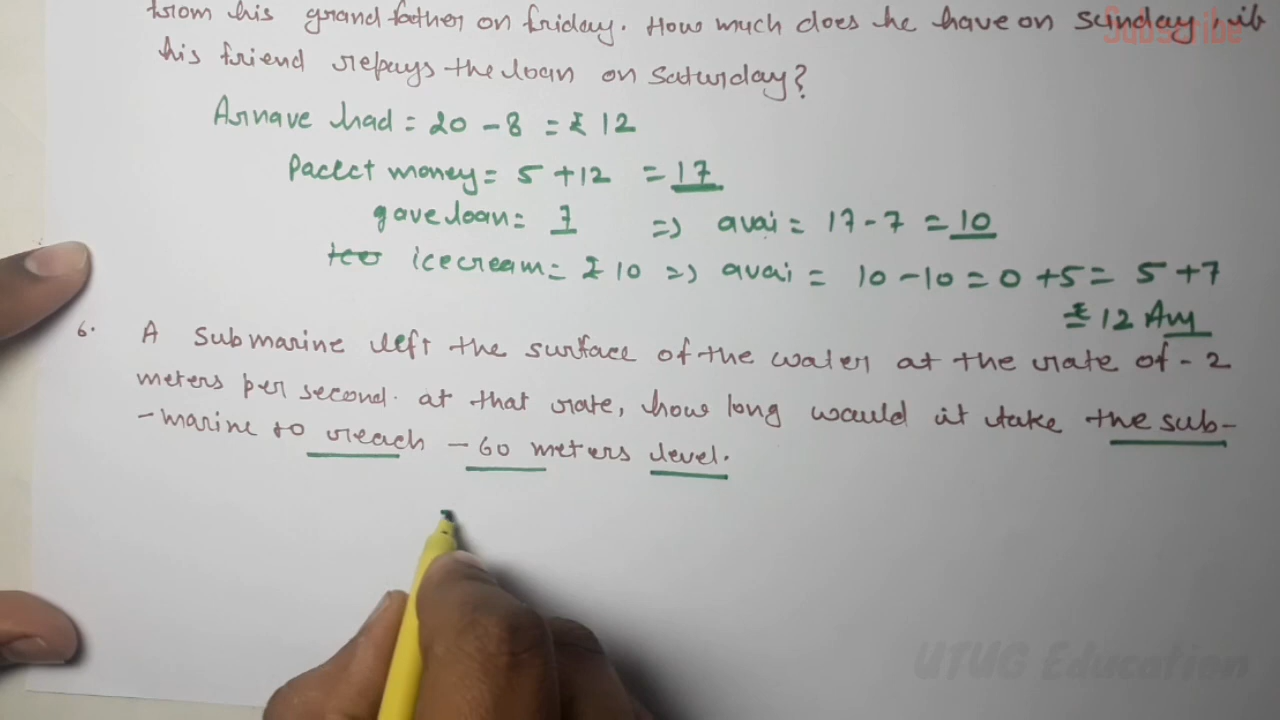 from his grand father on friday. How much does he have on sunday if
Subscribe
his friend repays the loan on saturday?
Arnave had = 20 - 8 = ₹ 12
Pacect money = 5 + 12 = 17
gave loan = 7 => avai = 17 - 7 = 10
icecream = ₹ 10 => avai = 10 - 10 = 0 + 5 = 5 + 7
= ₹ 12 Any
6. A submarine left the surface of the water at the rate of - 2
meters per second. at that rate, how long would it take the sub-
-marine to reach - 60 meters level.
UTUG Education